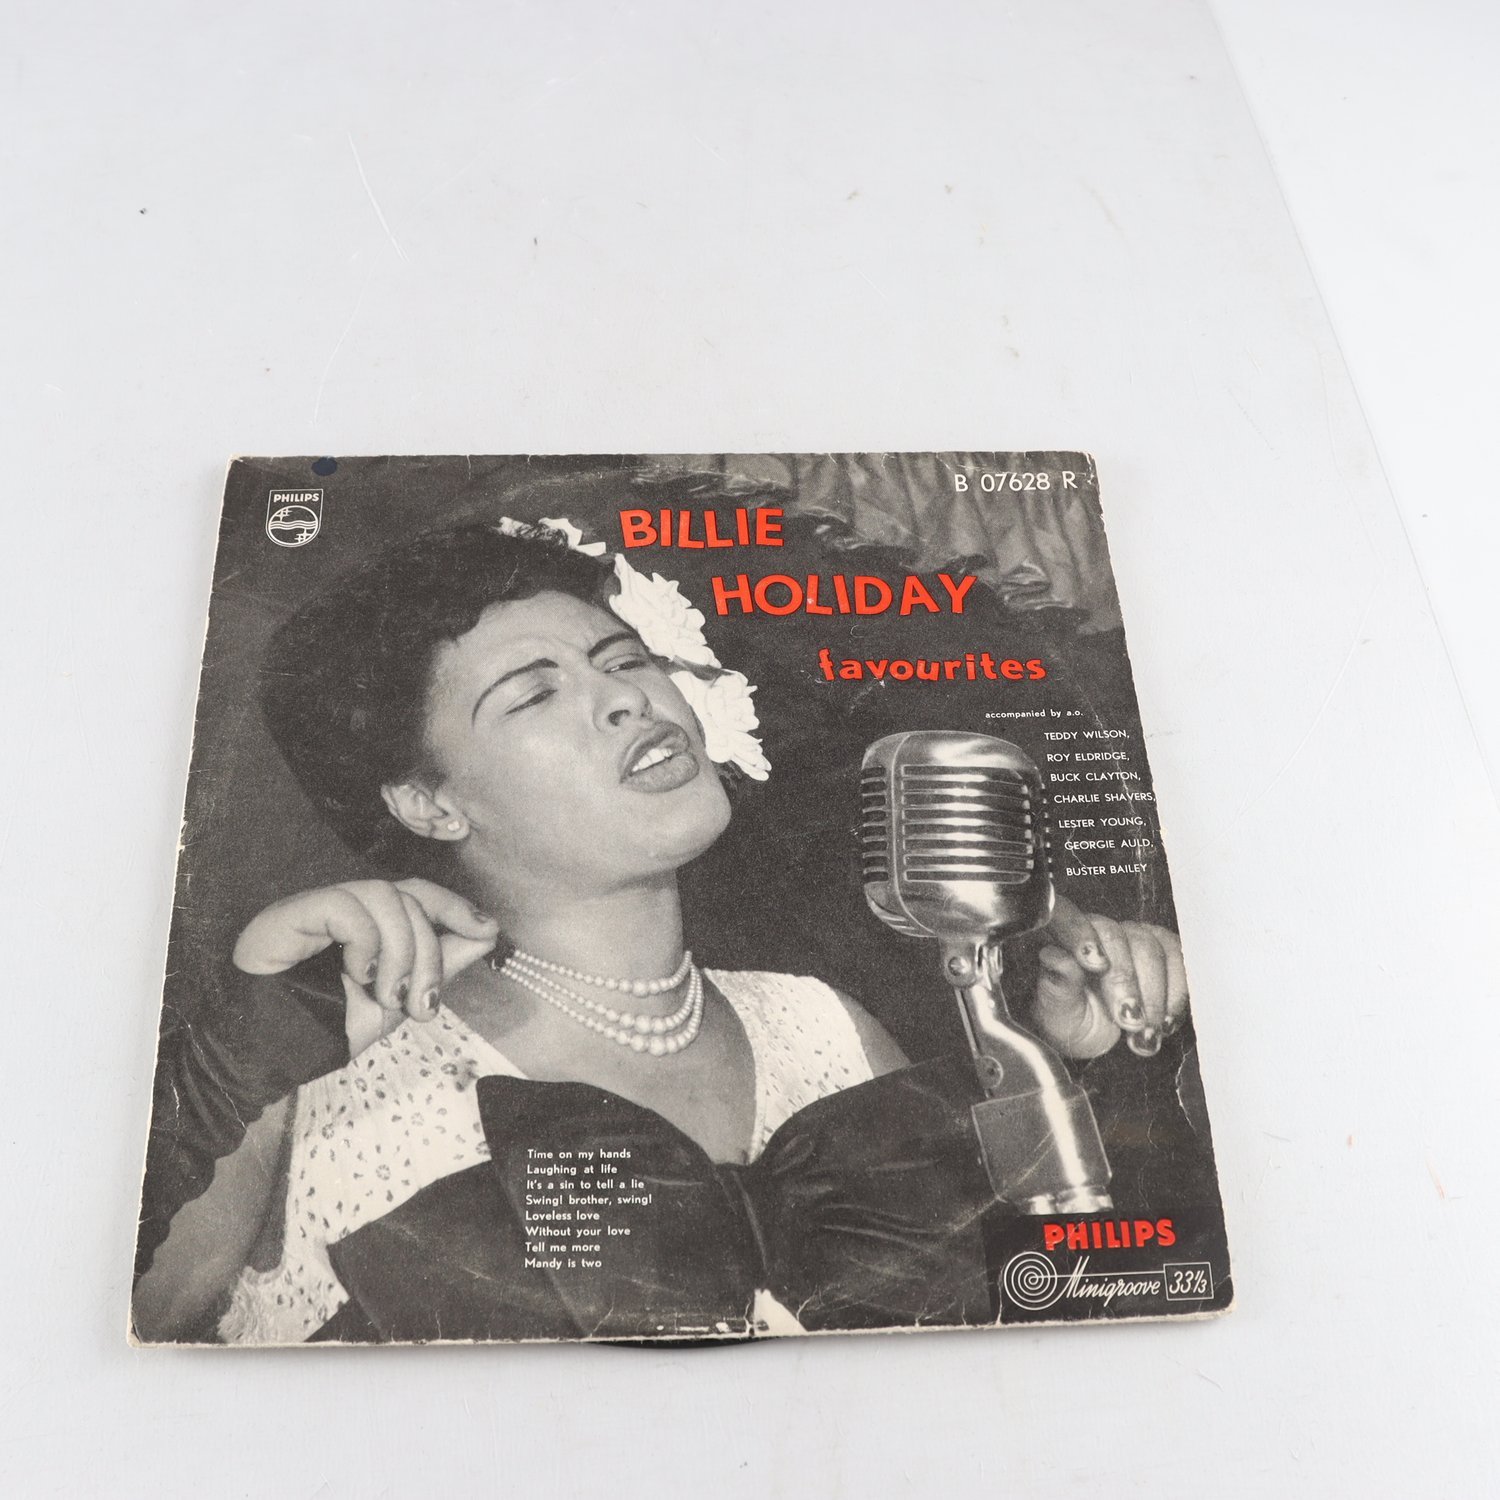 PHILIPS
B 07628 R
BILLIE
HOLIDAY
favourites
accompanied by a.o.
TEDDY WILSON,
ROY ELDRIDGE,
BUCK CLAYTON,
CHARLIE SHAVERS,
LESTER YOUNG,
GEORGIE AULD,
BUSTER BAILEY
Time on my hands
Laughing at life
It's a sin to tell a lie
Swing! brother, swing!
Loveless love
Without your love
Tell me more
Mandy is two
PHILIPS
Minigroove 33⅓